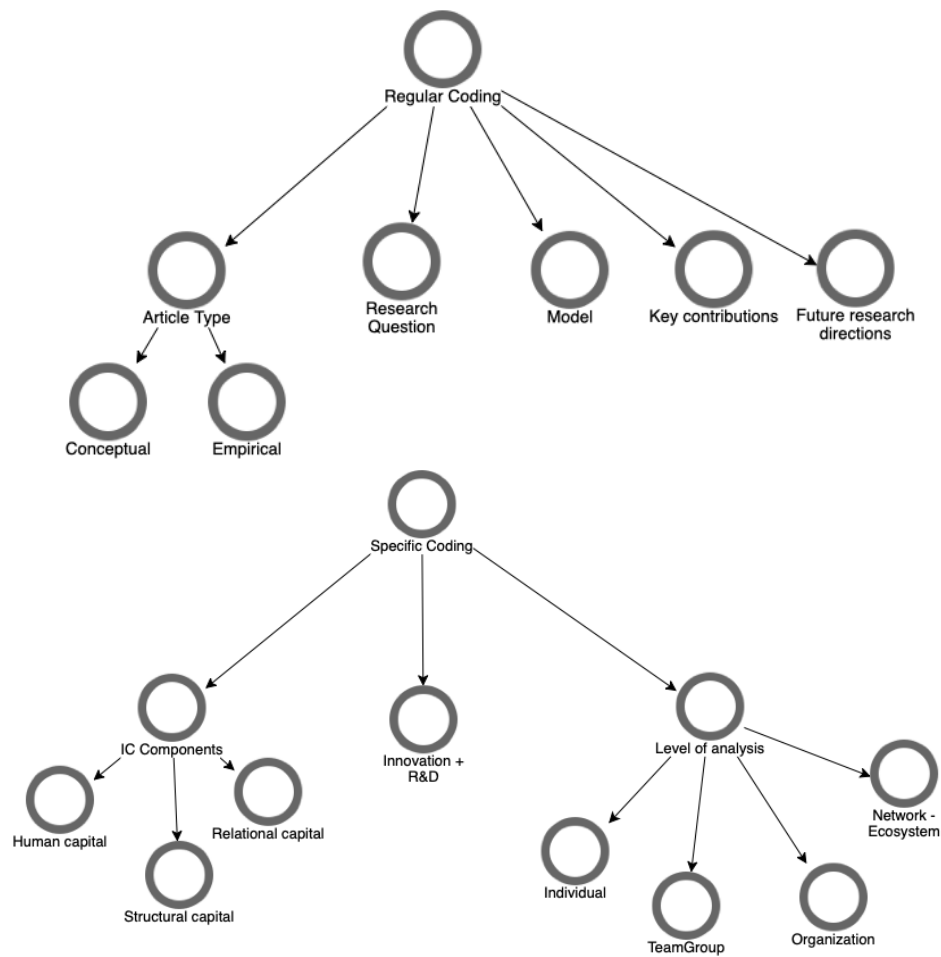 Regular Coding
Article Type
Research
Question
Model
Key contributions
Future research
directions
Conceptual
Empirical
Specific Coding
IC Components
Innovation +
R&D
Level of analysis
Human capital
Relational capital
Structural capital
Network -
Ecosystem
Individual
TeamGroup
Organization